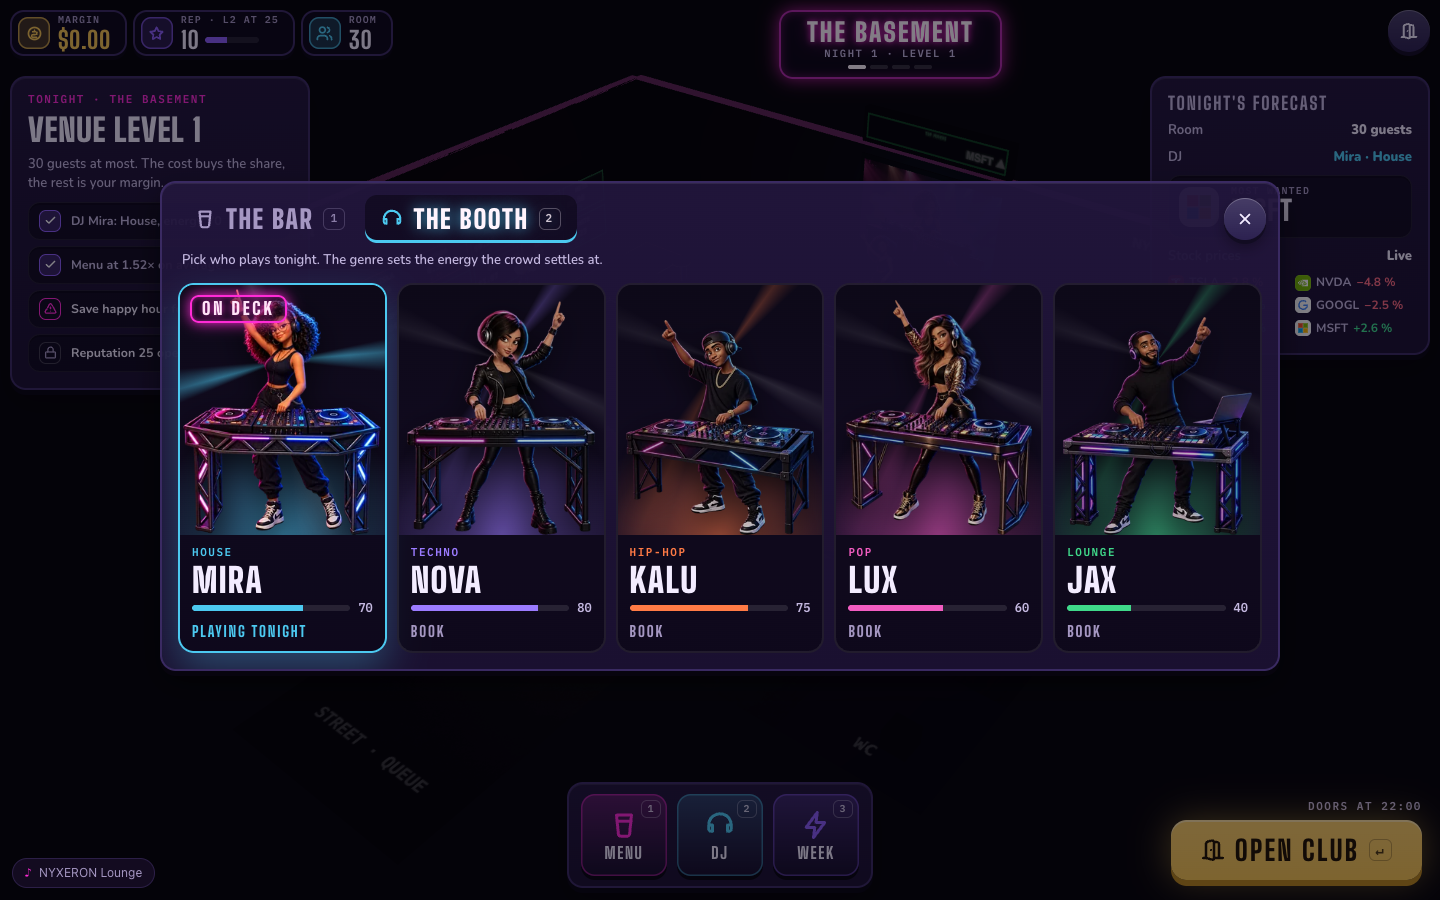 MARGIN
$0.00
REP · L2 AT 25
10
ROOM
30
THE BASEMENT
NIGHT 1 · LEVEL 1
TONIGHT · THE BASEMENT
VENUE LEVEL 1
30 guests at most. The cost buys the share,
the rest is your margin.
DJ Mira: House,
Menu at 1.52×
Save happy hou
Reputation 25
TONIGHT'S FORECAST
Room 30 guests
DJ Mira · House
Live
NVDA −4.8 %
GOOGL −2.5 %
MSFT +2.6 %
MSFT
THE BAR 1
THE BOOTH 2
Pick who plays tonight. The genre sets the energy the crowd settles at.
ON DECK
HOUSE
MIRA
70
PLAYING TONIGHT
TECHNO
NOVA
80
BOOK
HIP-HOP
KALU
75
BOOK
POP
LUX
60
BOOK
LOUNGE
JAX
40
BOOK
STREET · QUEUE
WC
MENU 1
DJ 2
WEEK 3
DOORS AT 22:00
OPEN CLUB
♪ NYXERON Lounge